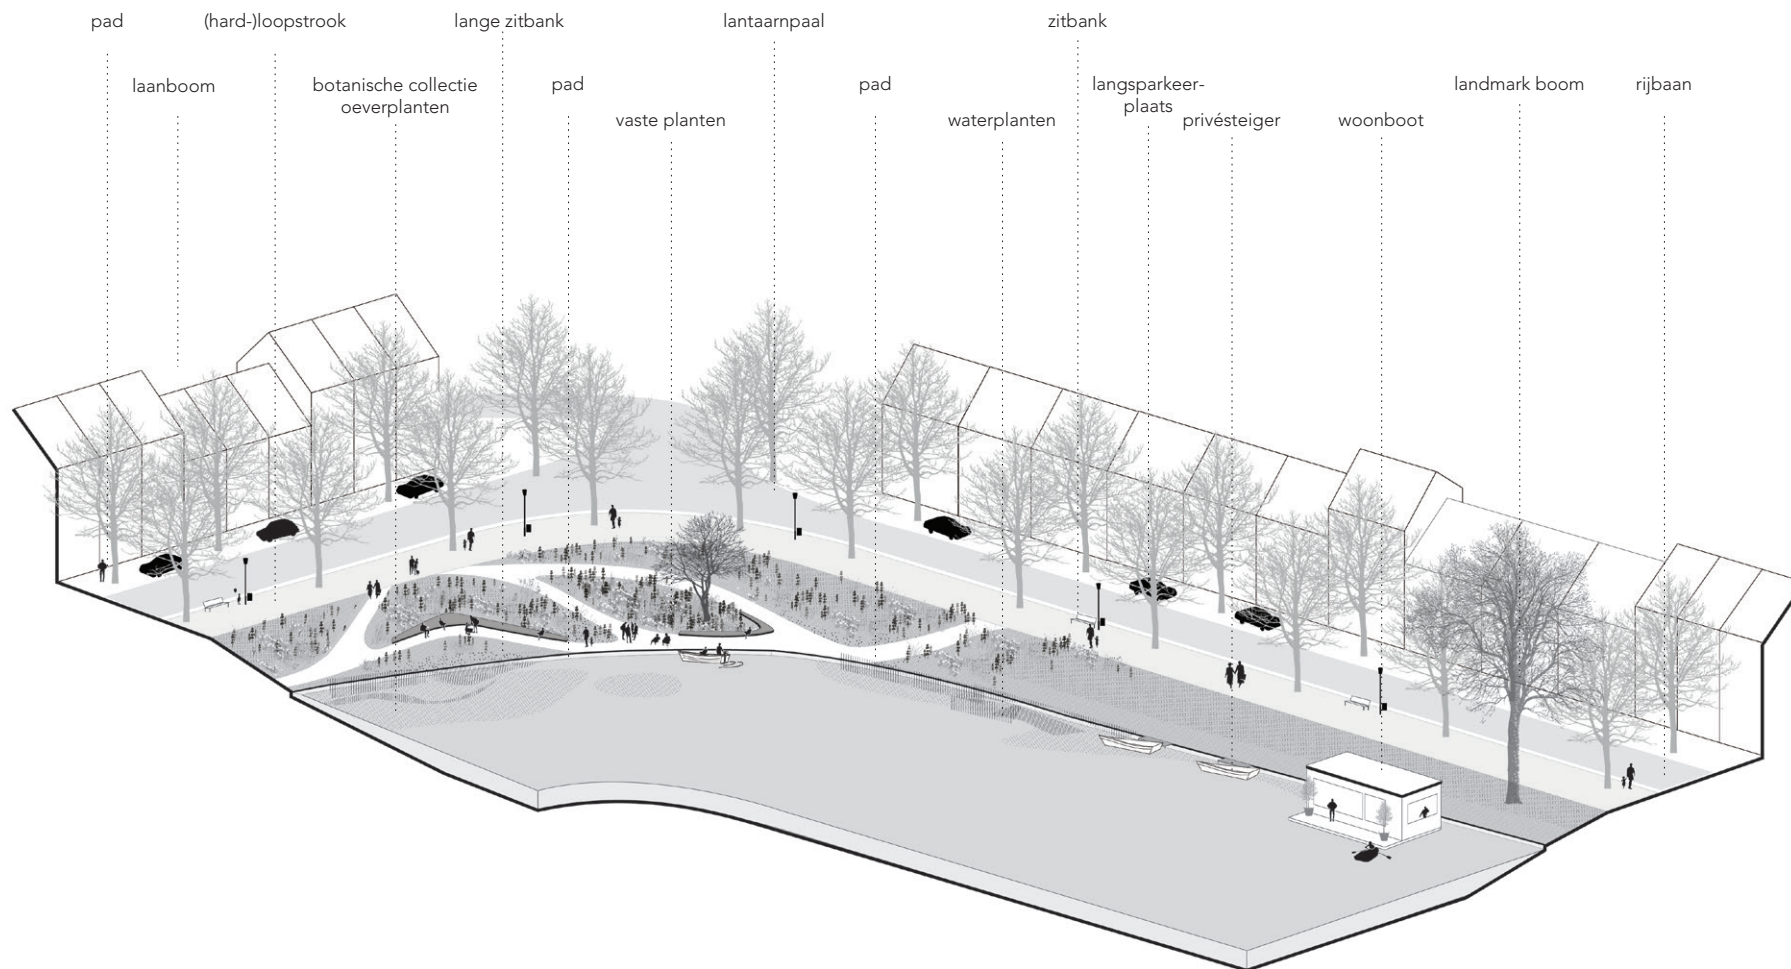 pad
(hard-)loopstrook
lange zitbank
lantaarnpaal
zitbank
laanboom
botanische collectie
oeverplanten
pad
vaste planten
pad
waterplanten
langsparkeer-
plaats
privésteiger
woonboot
landmark boom
rijbaan